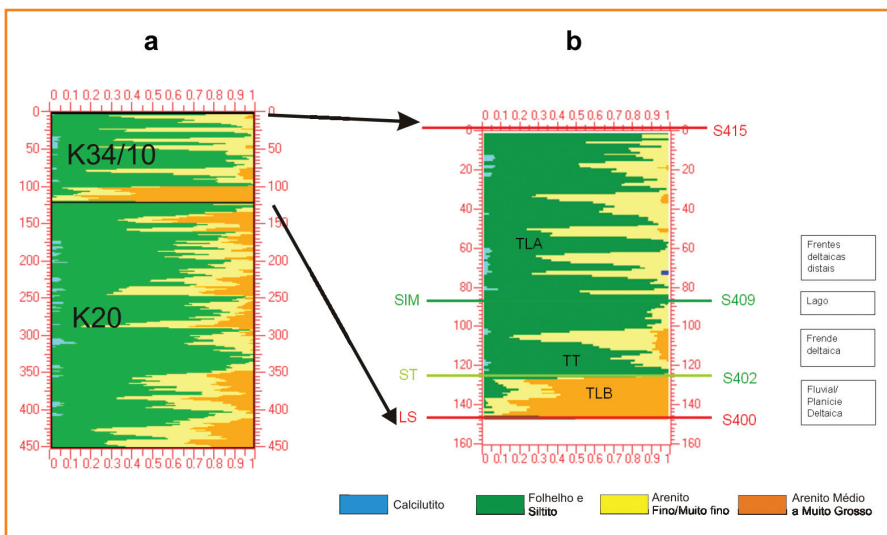 a
b
0 0.1 0.2 0.3 0.4 0.5 0.6 0.7 0.8 0.9 1
0 0
50 50
100 100
150 150
200 200
250 250
300 300
350 350
400 400
450 450
0 0.1 0.2 0.3 0.4 0.5 0.6 0.7 0.8 0.9 1
K34/10
K20
0 0.1 0.2 0.3 0.4 0.5 0.6 0.7 0.8 0.9 1
S415
0 0
20 20
40 40
60 60
80 80
100 100
120 120
140 140
160 160
0 0.1 0.2 0.3 0.4 0.5 0.6 0.7 0.8 0.9 1
TLA
SIM
S409
TT
ST
S402
TLB
LS
S400
Frentes
deltaicas
distais
Lago
Frende
deltaica
Fluvial/
Planície
Deltaica
Calcilutito
Folhelho e
Siltito
Arenito
Fino/Muito fino
Arenito Médio
a Muito Grosso